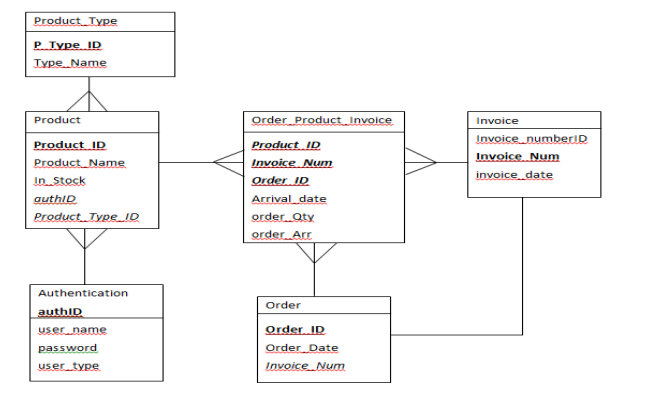 Product_Type
P_Type_ID
Type_Name
Product
Product_ID
Product_Name
In_Stock
authID
Product_Type_ID
Order_Product_Invoice
Product_ID
Invoice_Num
Order_ID
Arrival_date
order_Qty
order_Arr
Invoice
Invoice_numberID
Invoice_Num
invoice_date
Authentication
authID
user_name
password
user_type
Order
Order_ID
Order_Date
Invoice_Num